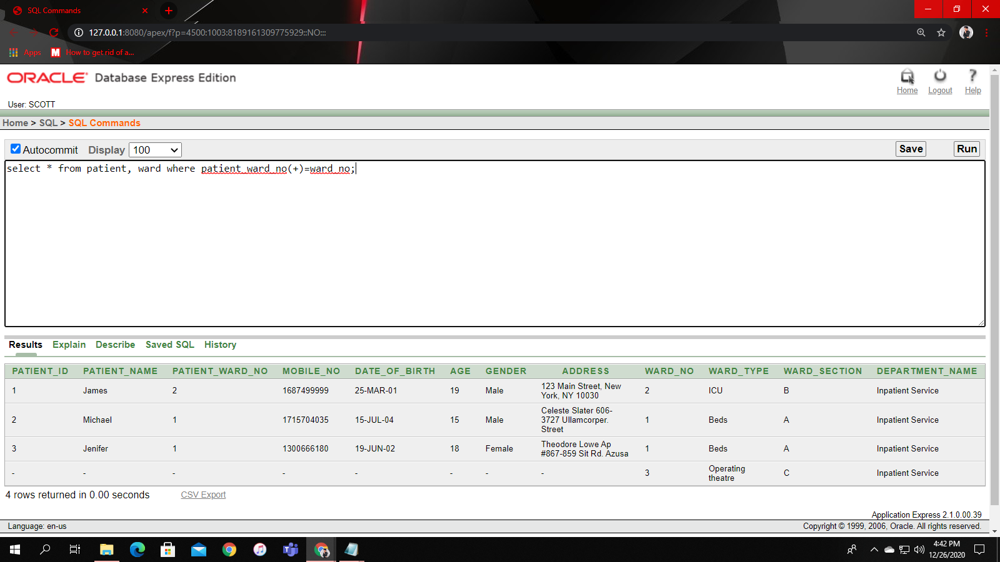 SQL Commands
127.0.0.1:8080/apex/f?p=4500:1003:8189161309775929::NO:::
Apps M How to get rid of a...
ORACLE Database Express Edition
Home Logout Help
User: SCOTT
Home > SQL > SQL Commands
Autocommit Display 100 Save Run
select * from patient, ward where patient_ward_no(+)=ward_no;
Results Explain Describe Saved SQL History
PATIENT_ID PATIENT_NAME PATIENT_WARD_NO MOBILE_NO DATE_OF_BIRTH AGE GENDER ADDRESS WARD_NO WARD_TYPE WARD_SECTION DEPARTMENT_NAME
1 James 2 1687499999 25-MAR-01 19 Male 123 Main Street, New York, NY 10030 2 ICU B Inpatient Service
2 Michael 1 1715704035 15-JUL-04 15 Male Celeste Slater 606-3727 Ullamcorper. Street 1 Beds A Inpatient Service
3 Jenifer 1 1300666180 19-JUN-02 18 Female Theodore Lowe Ap #867-859 Sit Rd. Azusa 1 Beds A Inpatient Service
- - - - - - - - 3 Operating theatre C Inpatient Service
4 rows returned in 0.00 seconds CSV Export
Application Express 2.1.0.00.39
Language: en-us Copyright © 1999, 2006, Oracle. All rights reserved.
4:42 PM
12/26/2020